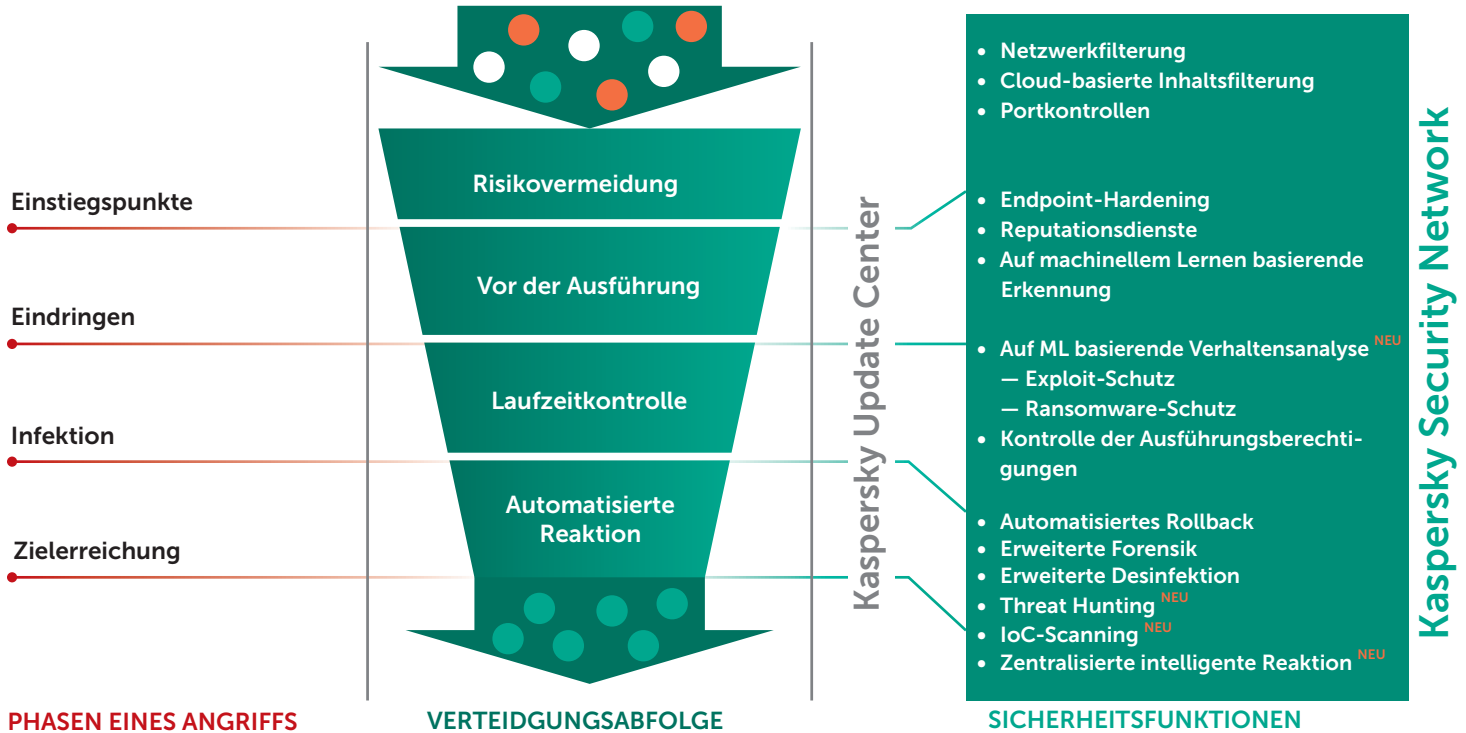 Einstiegspunkte
Eindringen
Infektion
Zielerreichung
PHASEN EINES ANGRIFFS
Risikovermeidung
Vor der Ausführung
Laufzeitkontrolle
Automatisierte
Reaktion
VERTEIDGUNGSABFOLGE
Kaspersky Update Center
• Netzwerkfilterung
• Cloud-basierte Inhaltsfilterung
• Portkontrollen
• Endpoint-Hardening
• Reputationsdienste
• Auf machinellem Lernen basierende
Erkennung
• Auf ML basierende Verhaltensanalyse NEU
— Exploit-Schutz
— Ransomware-Schutz
• Kontrolle der Ausführungsberechti-
gungen
• Automatisiertes Rollback
• Erweiterte Forensik
• Erweiterte Desinfektion
• Threat Hunting NEU
• IoC-Scanning NEU
• Zentralisierte intelligente Reaktion NEU
SICHERHEITSFUNKTIONEN
Kaspersky Security Network